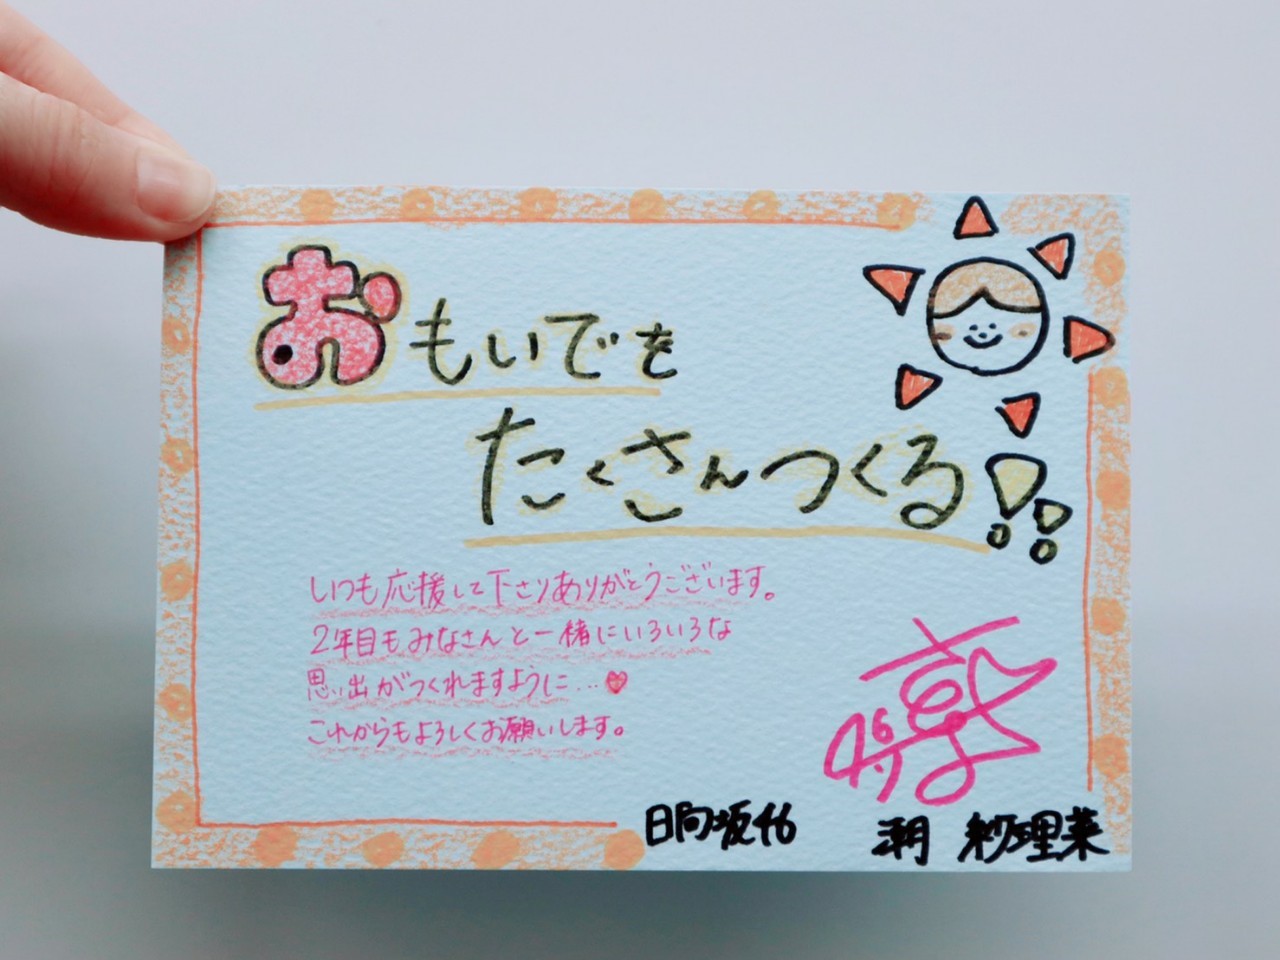 おもいでを
たくさんつくる!!
いつも応援して下さりありがとうございます。
2年目もみなさんと一緒にいろいろな
思い出がつくれますように…♥
これからもよろしくお願いします。
日向坂46
潮 紗理菜